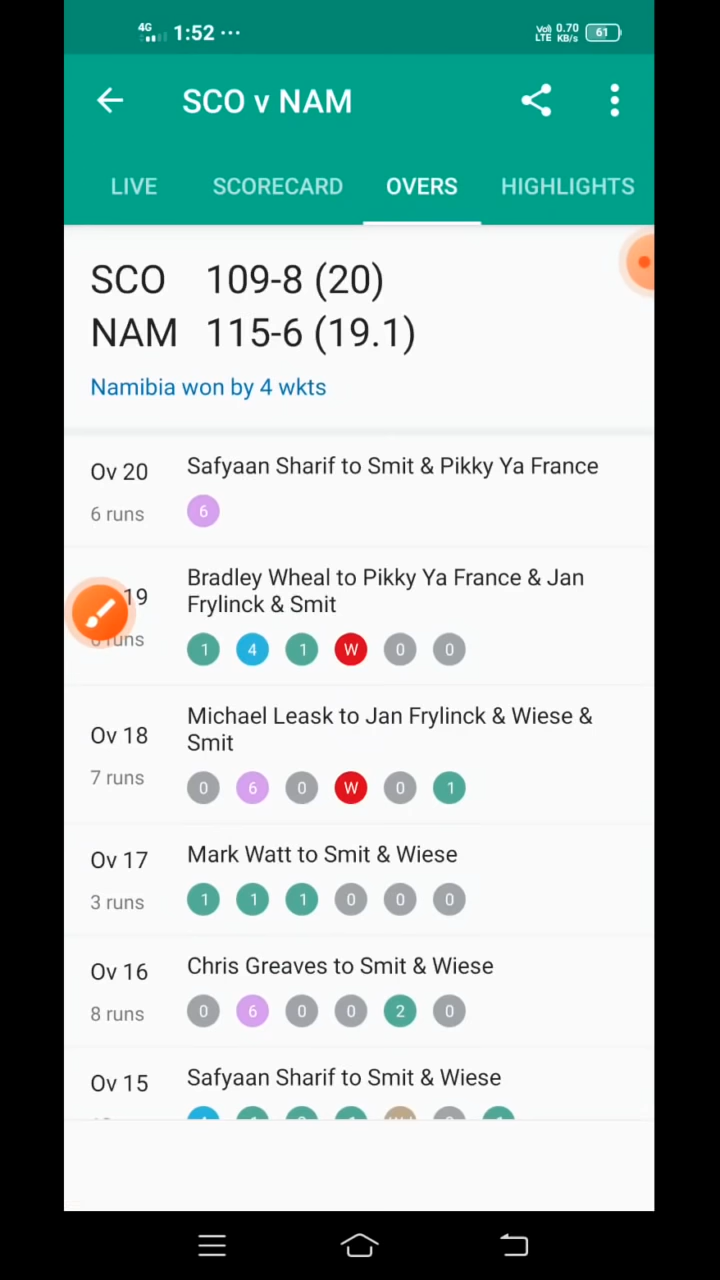 4G 1:52 ... Vo) LTE 0.70 KB/s 61
SCO v NAM
LIVE SCORECARD OVERS HIGHLIGHTS
SCO 109-8 (20)
NAM 115-6 (19.1)
Namibia won by 4 wkts
Ov 20 Safyaan Sharif to Smit & Pikky Ya France
6 runs 6
19 Bradley Wheal to Pikky Ya France & Jan
Frylinck & Smit
runs 1 4 1 W 0 0
Ov 18 Michael Leask to Jan Frylinck & Wiese &
Smit
7 runs 0 6 0 W 0 1
Ov 17 Mark Watt to Smit & Wiese
3 runs 1 1 1 0 0 0
Ov 16 Chris Greaves to Smit & Wiese
8 runs 0 6 0 0 2 0
Ov 15 Safyaan Sharif to Smit & Wiese